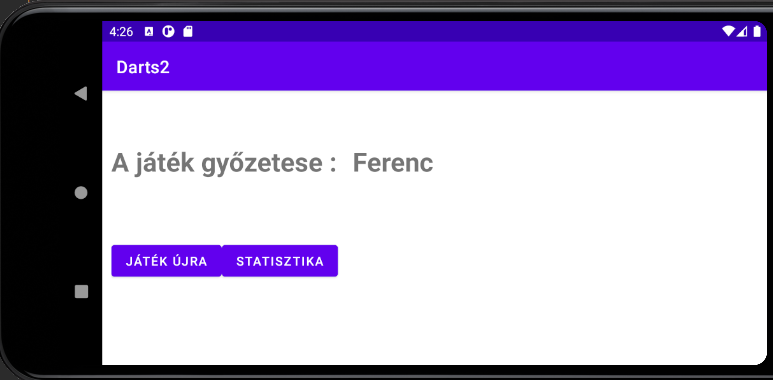 4:26
Darts2
A játék győzetese : Ferenc
JÁTÉK ÚJRA STATISZTIKA